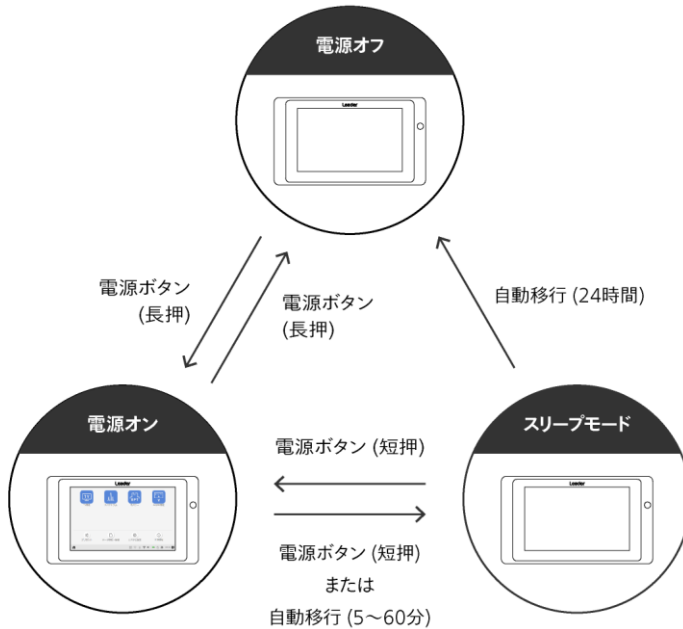 電源オフ
Leader
電源ボタン
(長押)
電源ボタン
(長押)
自動移行 (24時間)
電源オン
Leader
スリープモード
Leader
電源ボタン (短押)
電源ボタン (短押)
または
自動移行 (5～60分)